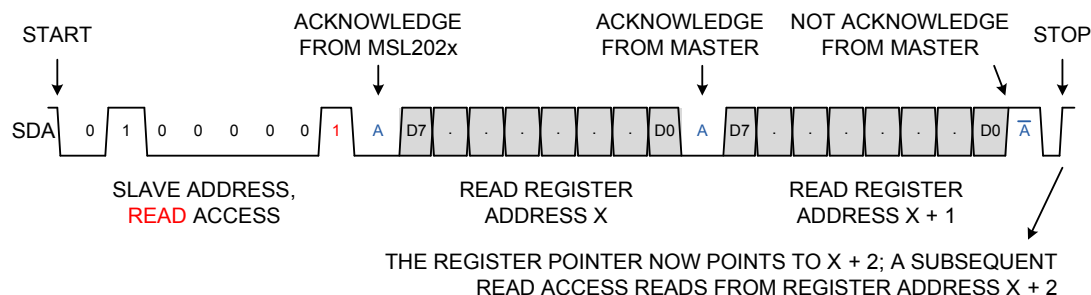 START
ACKNOWLEDGE
FROM MSL202x
ACKNOWLEDGE
FROM MASTER
NOT ACKNOWLEDGE
FROM MASTER
STOP
SDA 0 1 0 0 0 0 0 1 A D7 . . . . . . D0 A D7 . . . . . . D0 A̅
SLAVE ADDRESS,
READ ACCESS
READ REGISTER
ADDRESS X
READ REGISTER
ADDRESS X + 1
THE REGISTER POINTER NOW POINTS TO X + 2; A SUBSEQUENT
READ ACCESS READS FROM REGISTER ADDRESS X + 2